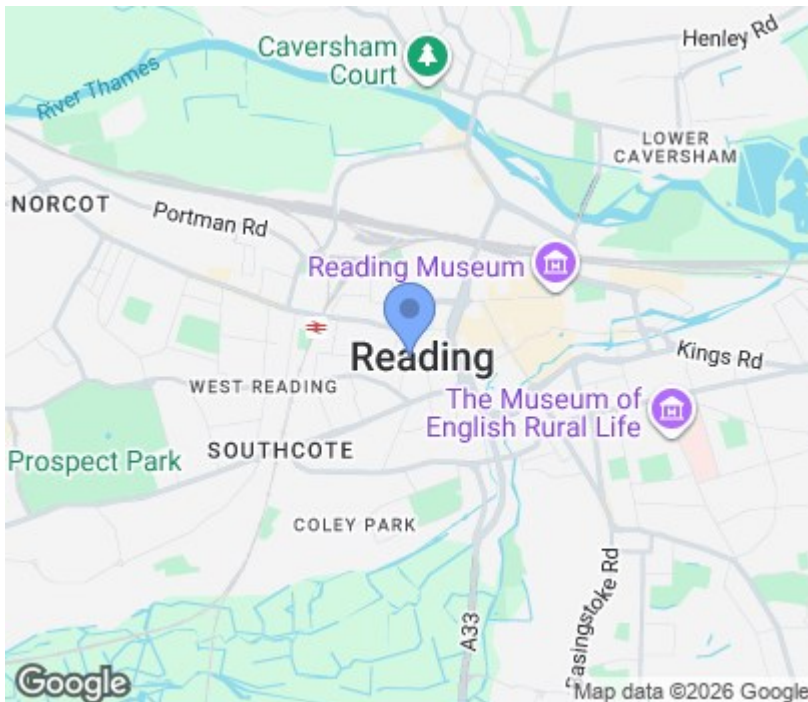 Caversham
Court
Henley Rd
River Thames
LOWER
CAVERSHAM
NORCOT
Portman Rd
Reading Museum
Reading
Kings Rd
WEST READING
The Museum of
English Rural Life
SOUTHCOTE
Prospect Park
COLEY PARK
A33
Basingstoke Rd
Google
Map data ©2026 Google